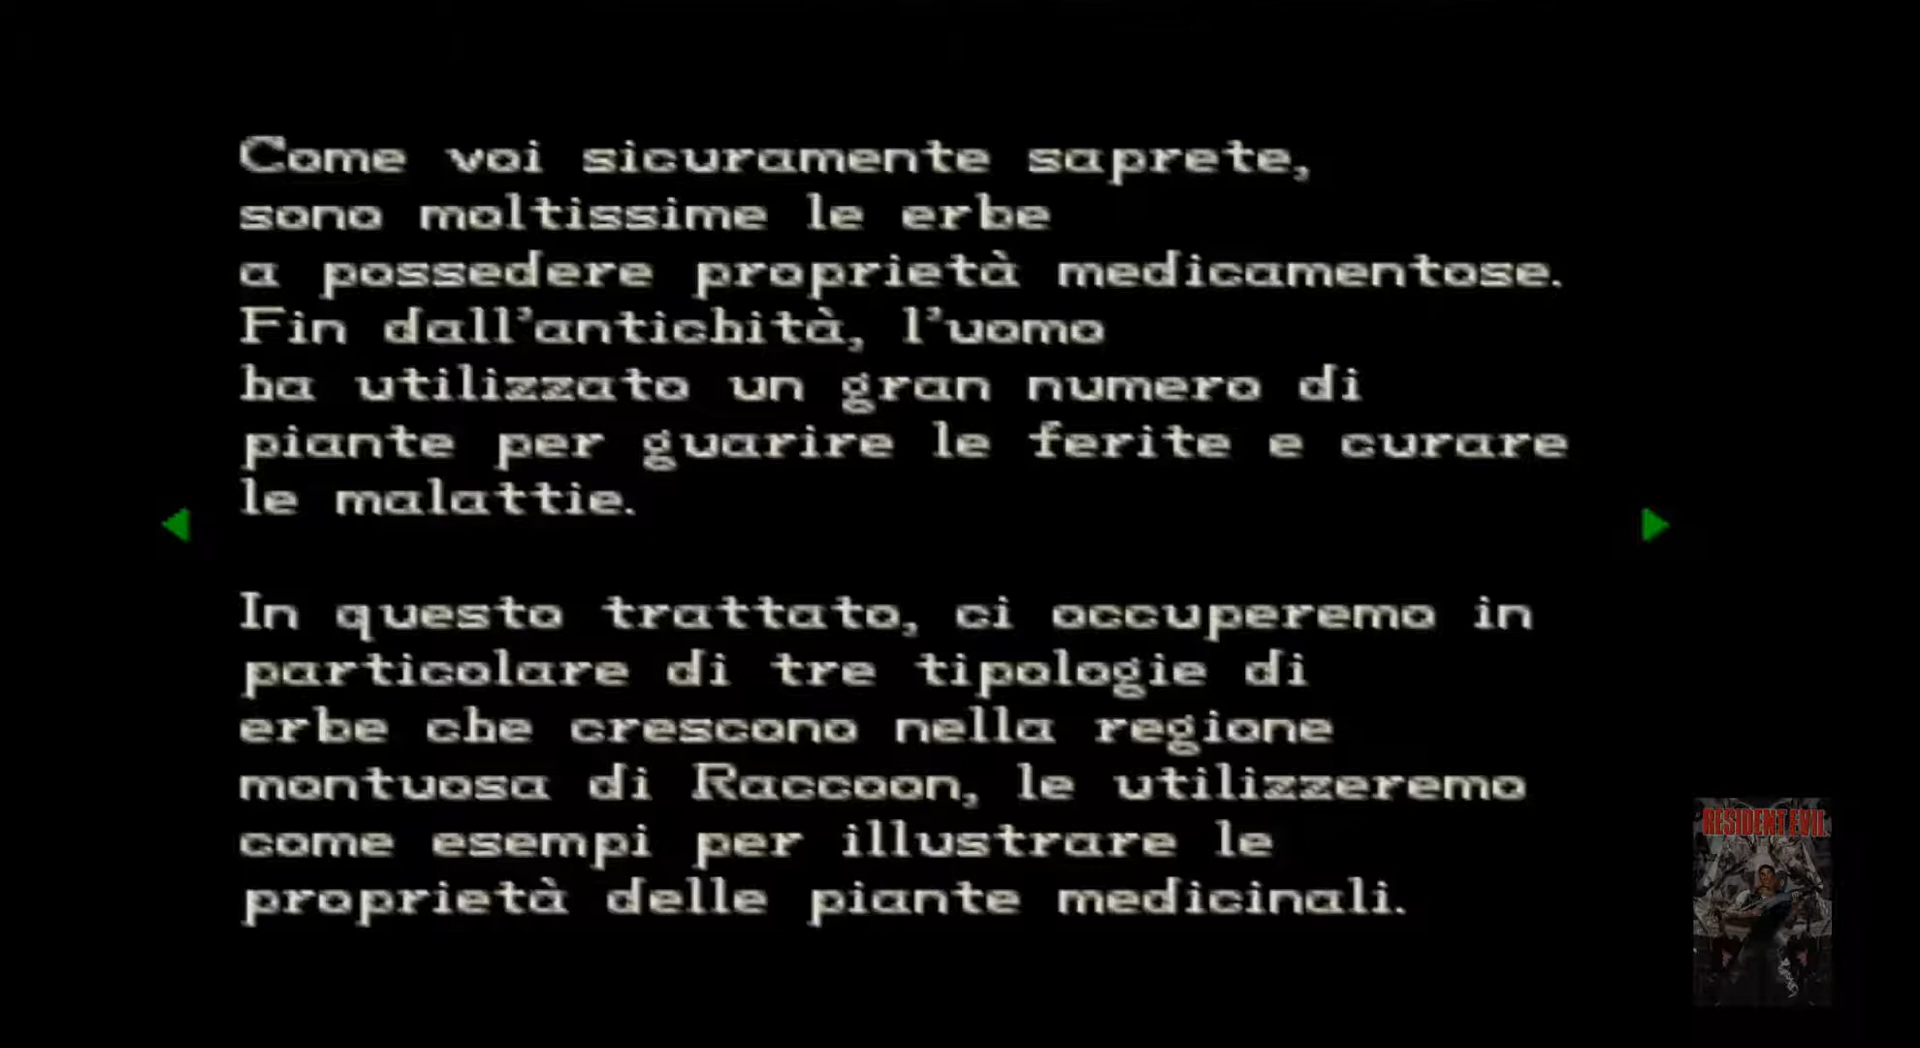 Come voi sicuramente saprete,
sono moltissime le erbe
a possedere proprietà medicamentose.
Fin dall'antichità, l'uomo
ha utilizzato un gran numero di
piante per guarire le ferite e curare
le malattie.
In questo trattato, ci occuperemo in
particolare di tre tipologie di
erbe che crescono nella regione
montuosa di Raccoon, le utilizzeremo
come esempi per illustrare le
proprietà delle piante medicinali.
RESIDENT EVIL